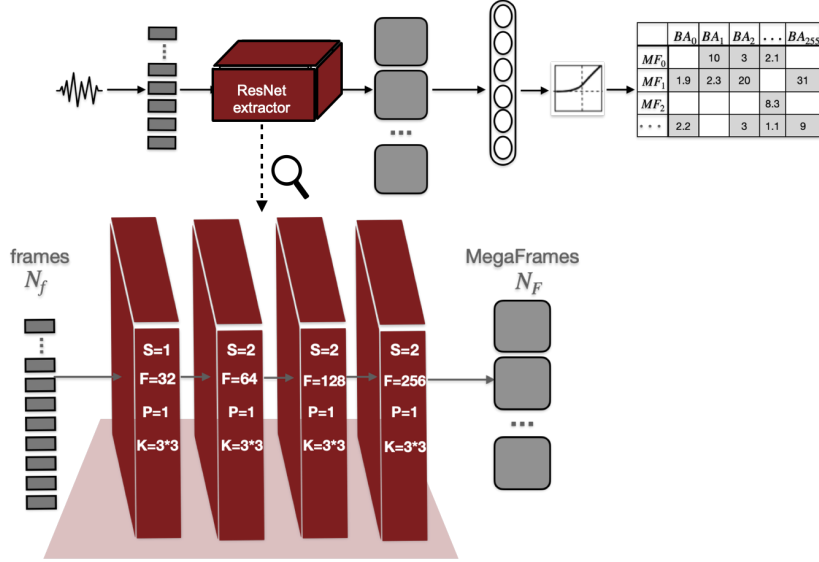 ResNet
extractor
BA₀ BA₁ BA₂ ... BA₂₅₅
MF₀ 10 3 2.1
MF₁ 1.9 2.3 20 31
MF₂ 8.3
... 2.2 3 1.1 9
frames
N_f
MegaFrames
N_F
S=1 S=2 S=2 S=2
F=32 F=64 F=128 F=256
P=1 P=1 P=1 P=1
K=3*3 K=3*3 K=3*3 K=3*3